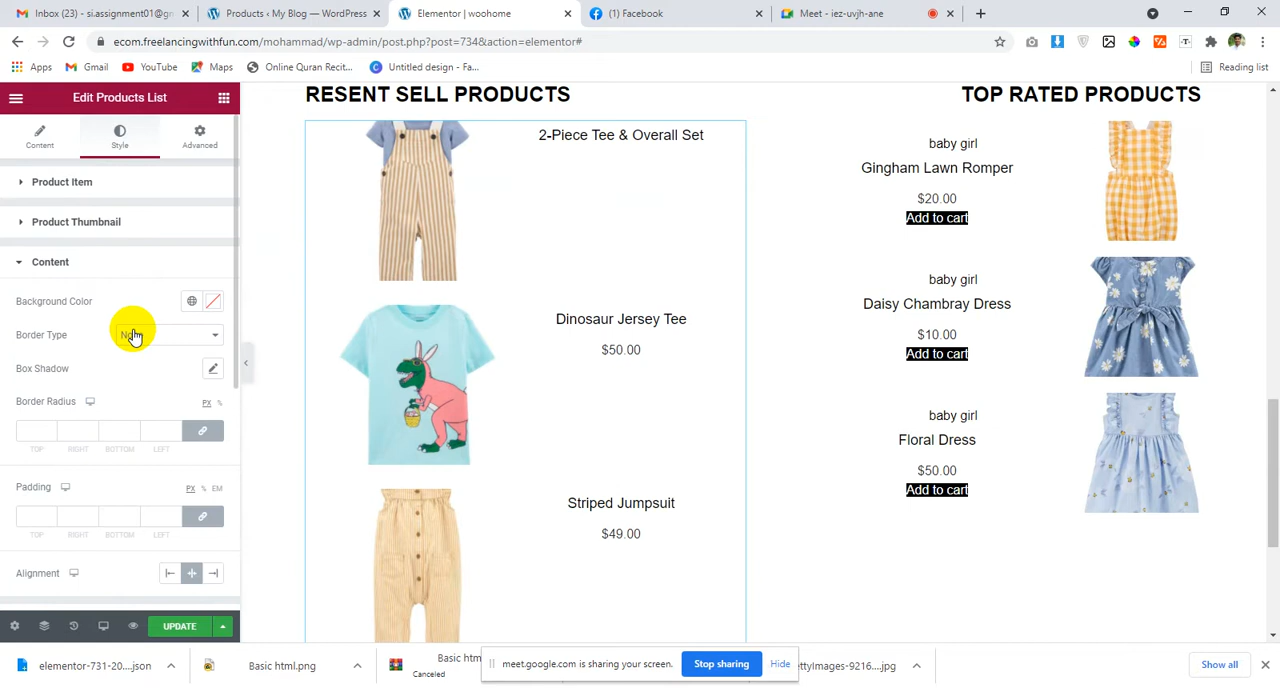 Inbox (23) - si.assignment01@gm
Products ‹ My Blog — WordPress
Elementor | woohome
(1) Facebook
Meet - iez-uvjh-ane
ecom.freelancingwithfun.com/mohammad/wp-admin/post.php?post=734&action=elementor#
Apps
Gmail
YouTube
Maps
Online Quran Recit...
Untitled design - Fa...
Reading list
Edit Products List
Content
Style
Advanced
Product Item
Product Thumbnail
Content
Background Color
Border Type
Box Shadow
Border Radius
PX %
TOP RIGHT BOTTOM LEFT
Padding
PX % EM
TOP RIGHT BOTTOM LEFT
Alignment
UPDATE
RESENT SELL PRODUCTS
2-Piece Tee & Overall Set
Dinosaur Jersey Tee
$50.00
Striped Jumpsuit
$49.00
TOP RATED PRODUCTS
baby girl
Gingham Lawn Romper
$20.00
Add to cart
baby girl
Daisy Chambray Dress
$10.00
Add to cart
baby girl
Floral Dress
$50.00
Add to cart
elementor-731-20....json
Basic html.png
Basic htm
Canceled
meet.google.com is sharing your screen.
Stop sharing
Hide
ettyImages-9216....jpg
Show all